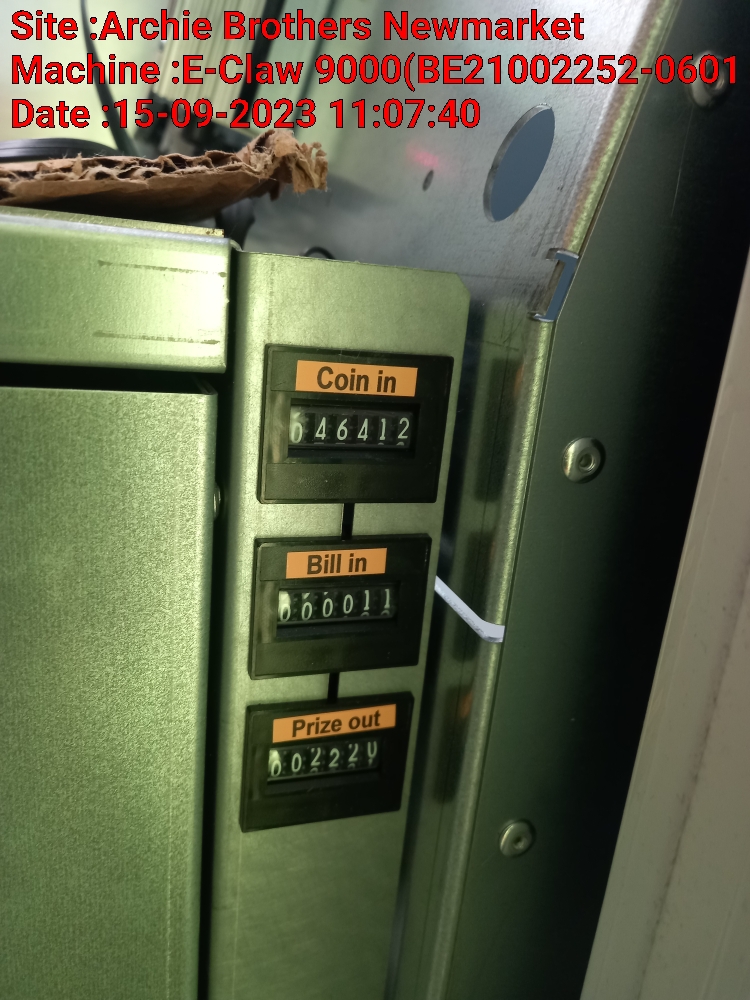 Site :Archie Brothers Newmarket
Machine :E-Claw 9000(BE21002252-0601
Date :15-09-2023 11:07:40
Coin in
046412
Bill in
000011
Prize out